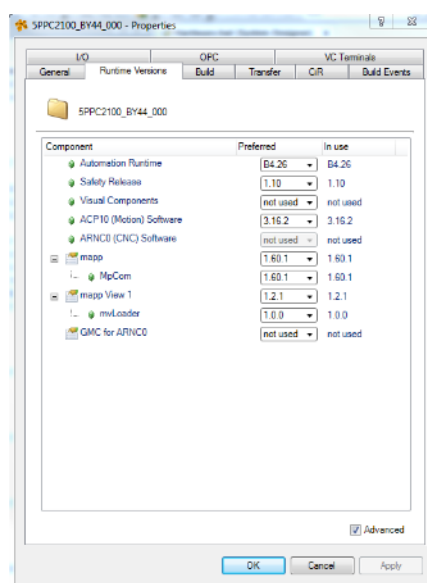 5PPC2100_BY44_000 - Properties
I/O OPC VC Terminals
General Runtime Versions Build Transfer CiR Build Events
5PPC2100_BY44_000
Component Preferred In use
Automation Runtime B4.26 B4.26
Safety Release 1.10 1.10
Visual Components not used not used
ACP10 (Motion) Software 3.16.2 3.16.2
ARNC0 (CNC) Software not used not used
mapp 1.60.1 1.60.1
MpCom 1.60.1 1.60.1
mapp View 1 1.2.1 1.2.1
mvLoader 1.0.0 1.0.0
GMC for ARNC0 not used not used
Advanced
OK Cancel Apply